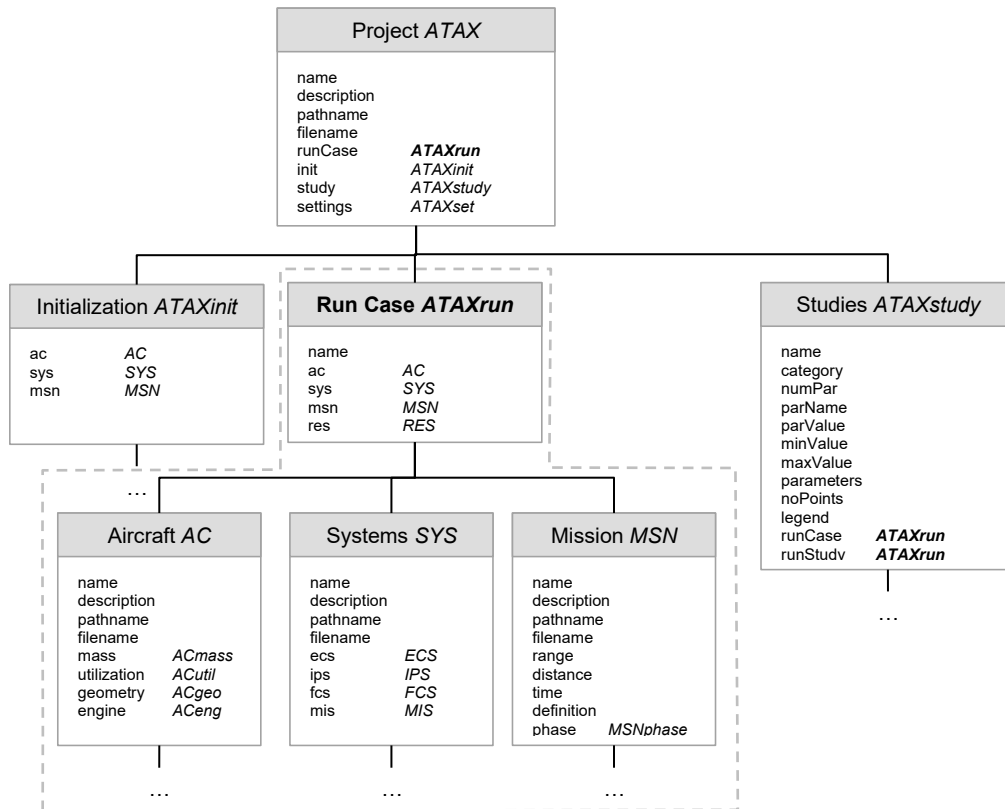 Project ATAX
name
description
pathname
filename
runCase ATAXrun
init ATAXinit
study ATAXstudy
settings ATAXset
Initialization ATAXinit
ac AC
sys SYS
msn MSN
…
Run Case ATAXrun
name
ac AC
sys SYS
msn MSN
res RES
Studies ATAXstudy
name
category
numPar
parName
parValue
minValue
maxValue
parameters
noPoints
legend
runCase ATAXrun
runStudy ATAXrun
…
Aircraft AC
name
description
pathname
filename
mass ACmass
utilization ACutil
geometry ACgeo
engine ACeng
…
Systems SYS
name
description
pathname
filename
ecs ECS
ips IPS
fcs FCS
mis MIS
…
Mission MSN
name
description
pathname
filename
range
distance
time
definition
phase MSNphase
…